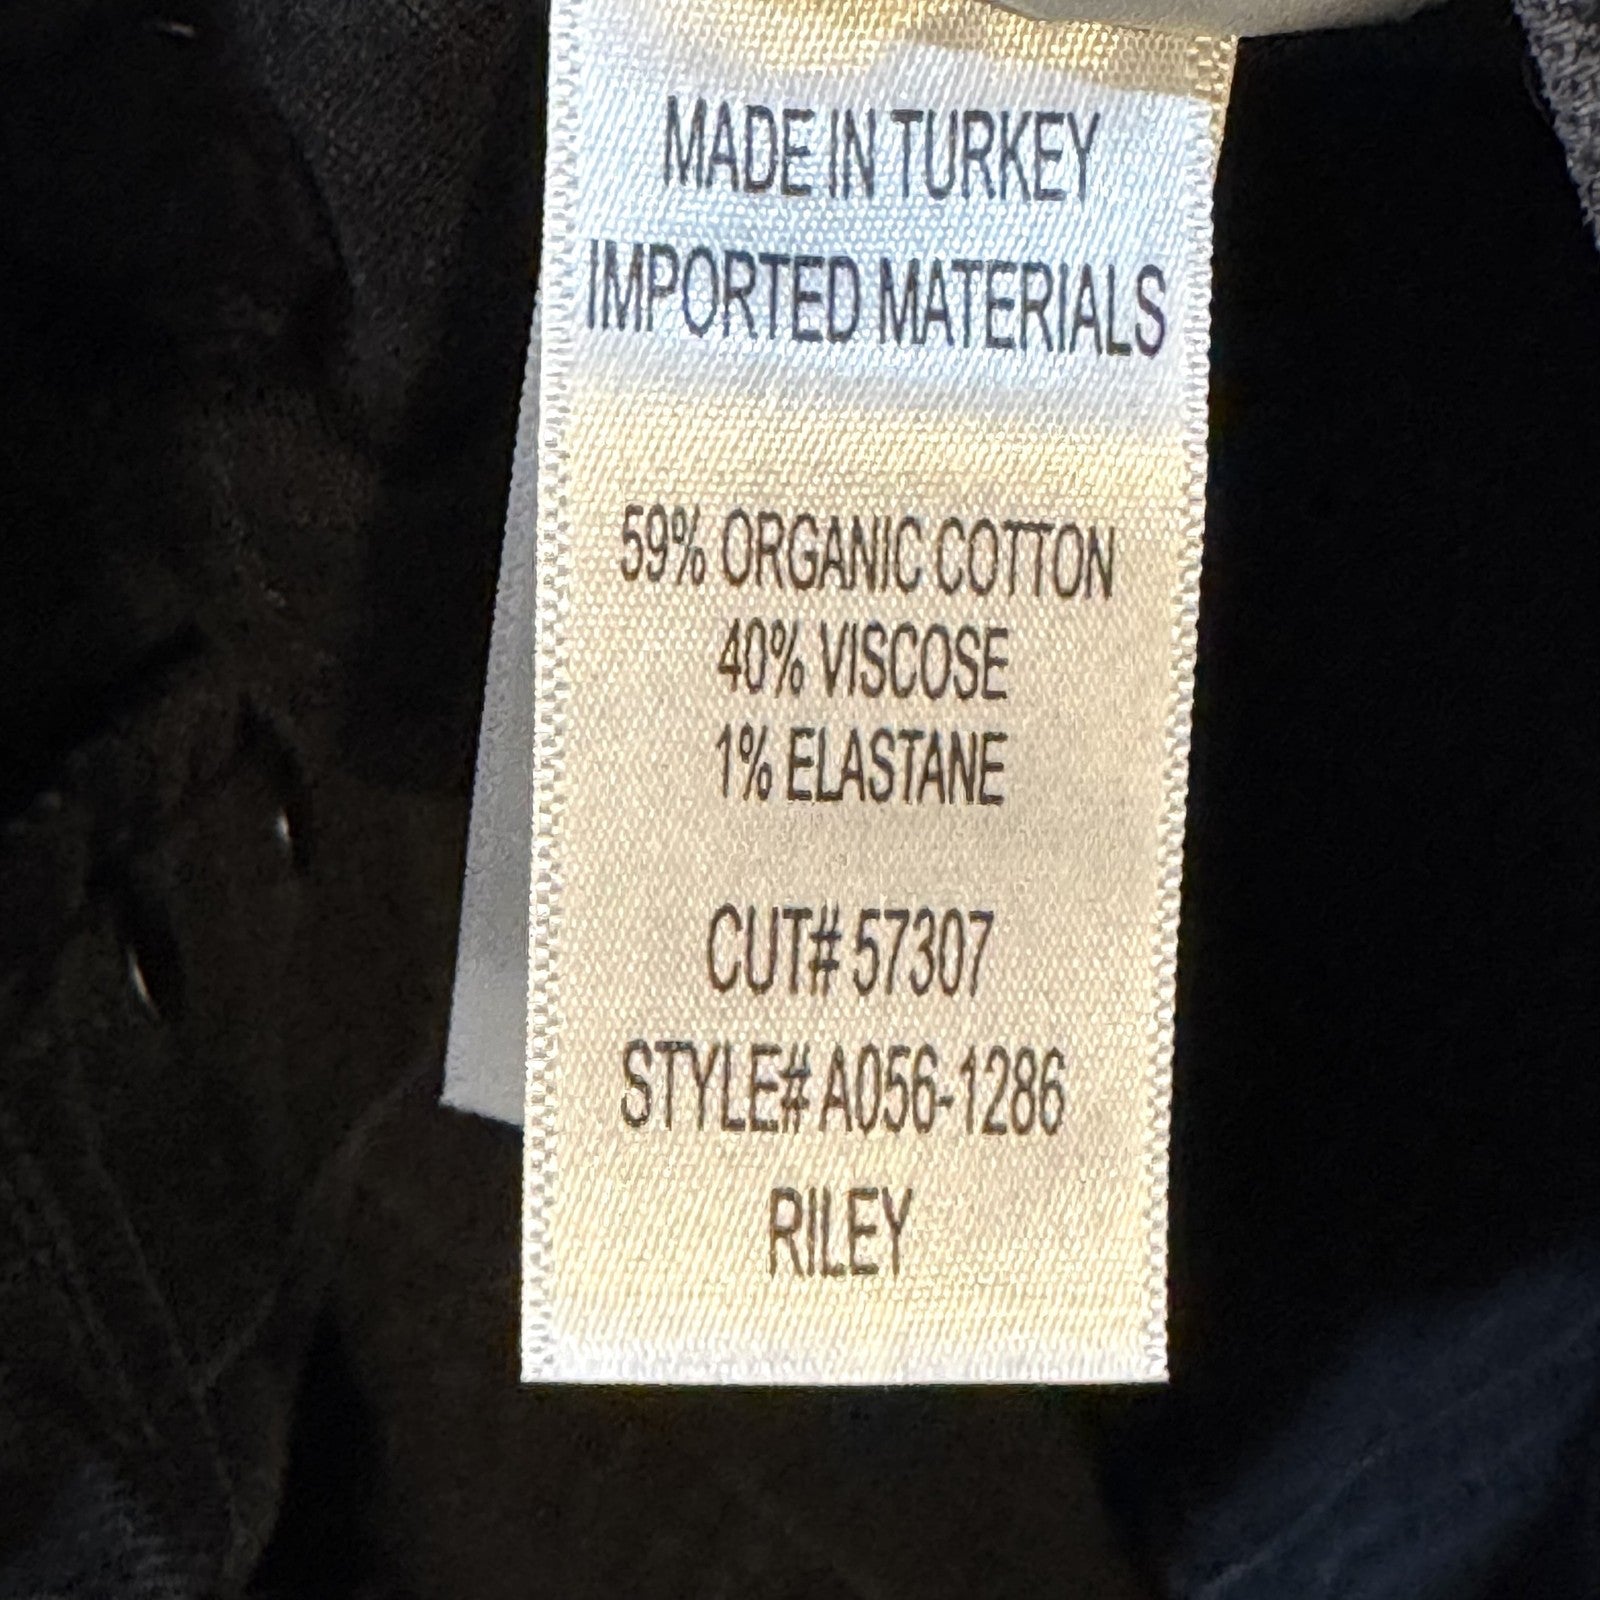 MADE IN TURKEY
IMPORTED MATERIALS
59% ORGANIC COTTON
40% VISCOSE
1% ELASTANE
CUT# 57307
STYLE# A056-1286
RILEY